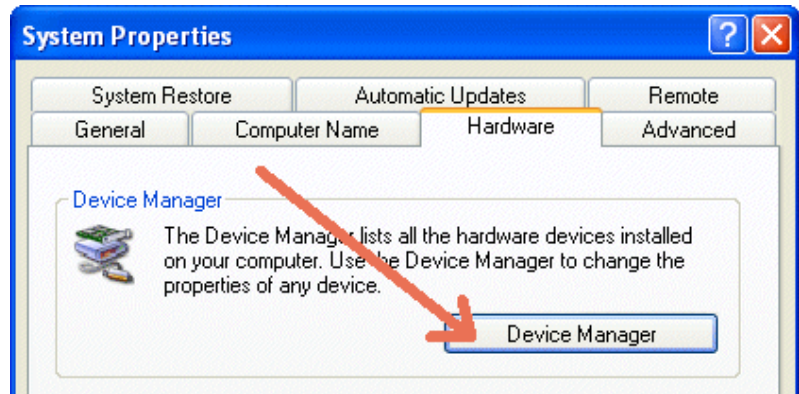 System Properties
System Restore Automatic Updates Remote
General Computer Name Hardware Advanced
Device Manager
The Device Manager lists all the hardware devices installed
on your computer. Use the Device Manager to change the
properties of any device.
Device Manager